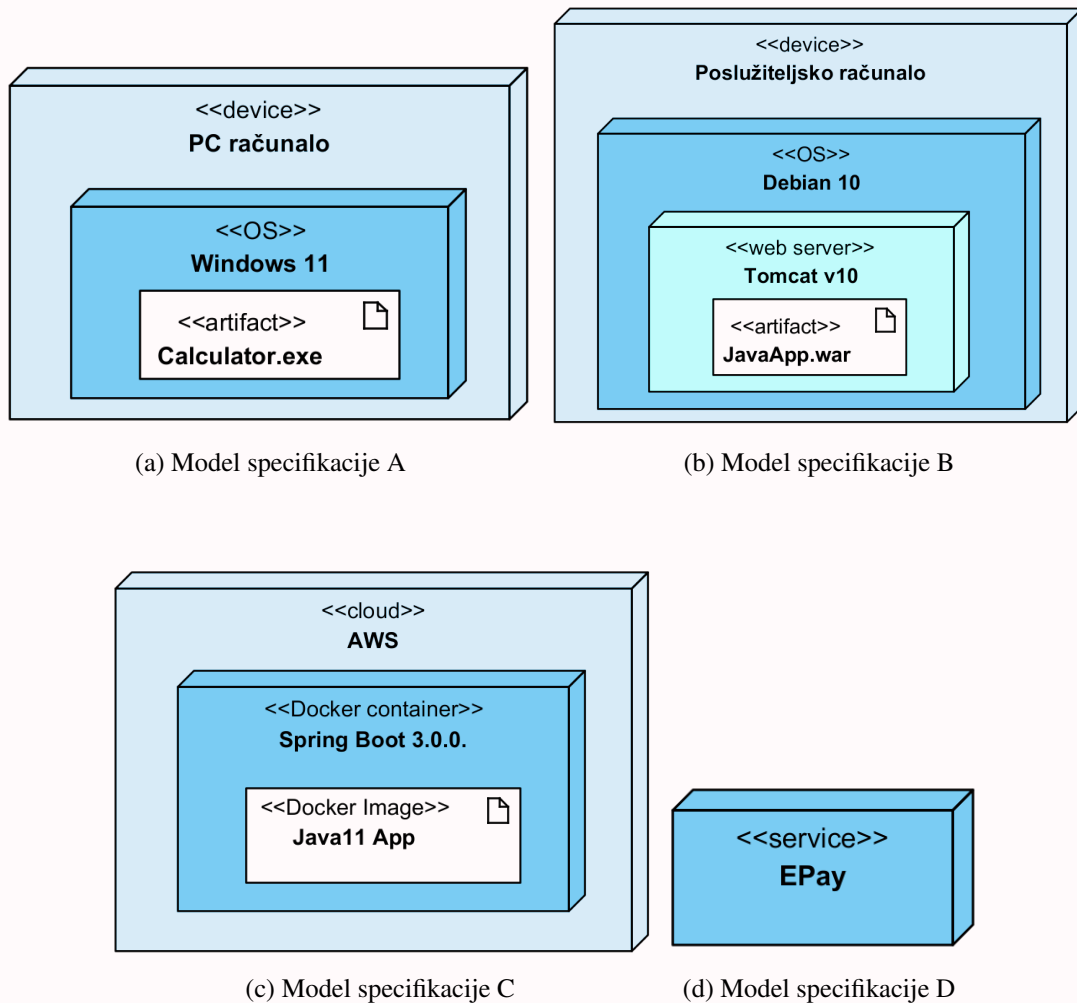 <<device>>
PC računalo
<<OS>>
Windows 11
<<artifact>>
Calculator.exe
(a) Model specifikacije A
<<device>>
Poslužiteljsko računalo
<<OS>>
Debian 10
<<web server>>
Tomcat v10
<<artifact>>
JavaApp.war
(b) Model specifikacije B
<<cloud>>
AWS
<<Docker container>>
Spring Boot 3.0.0.
<<Docker Image>>
Java11 App
(c) Model specifikacije C
<<service>>
EPay
(d) Model specifikacije D